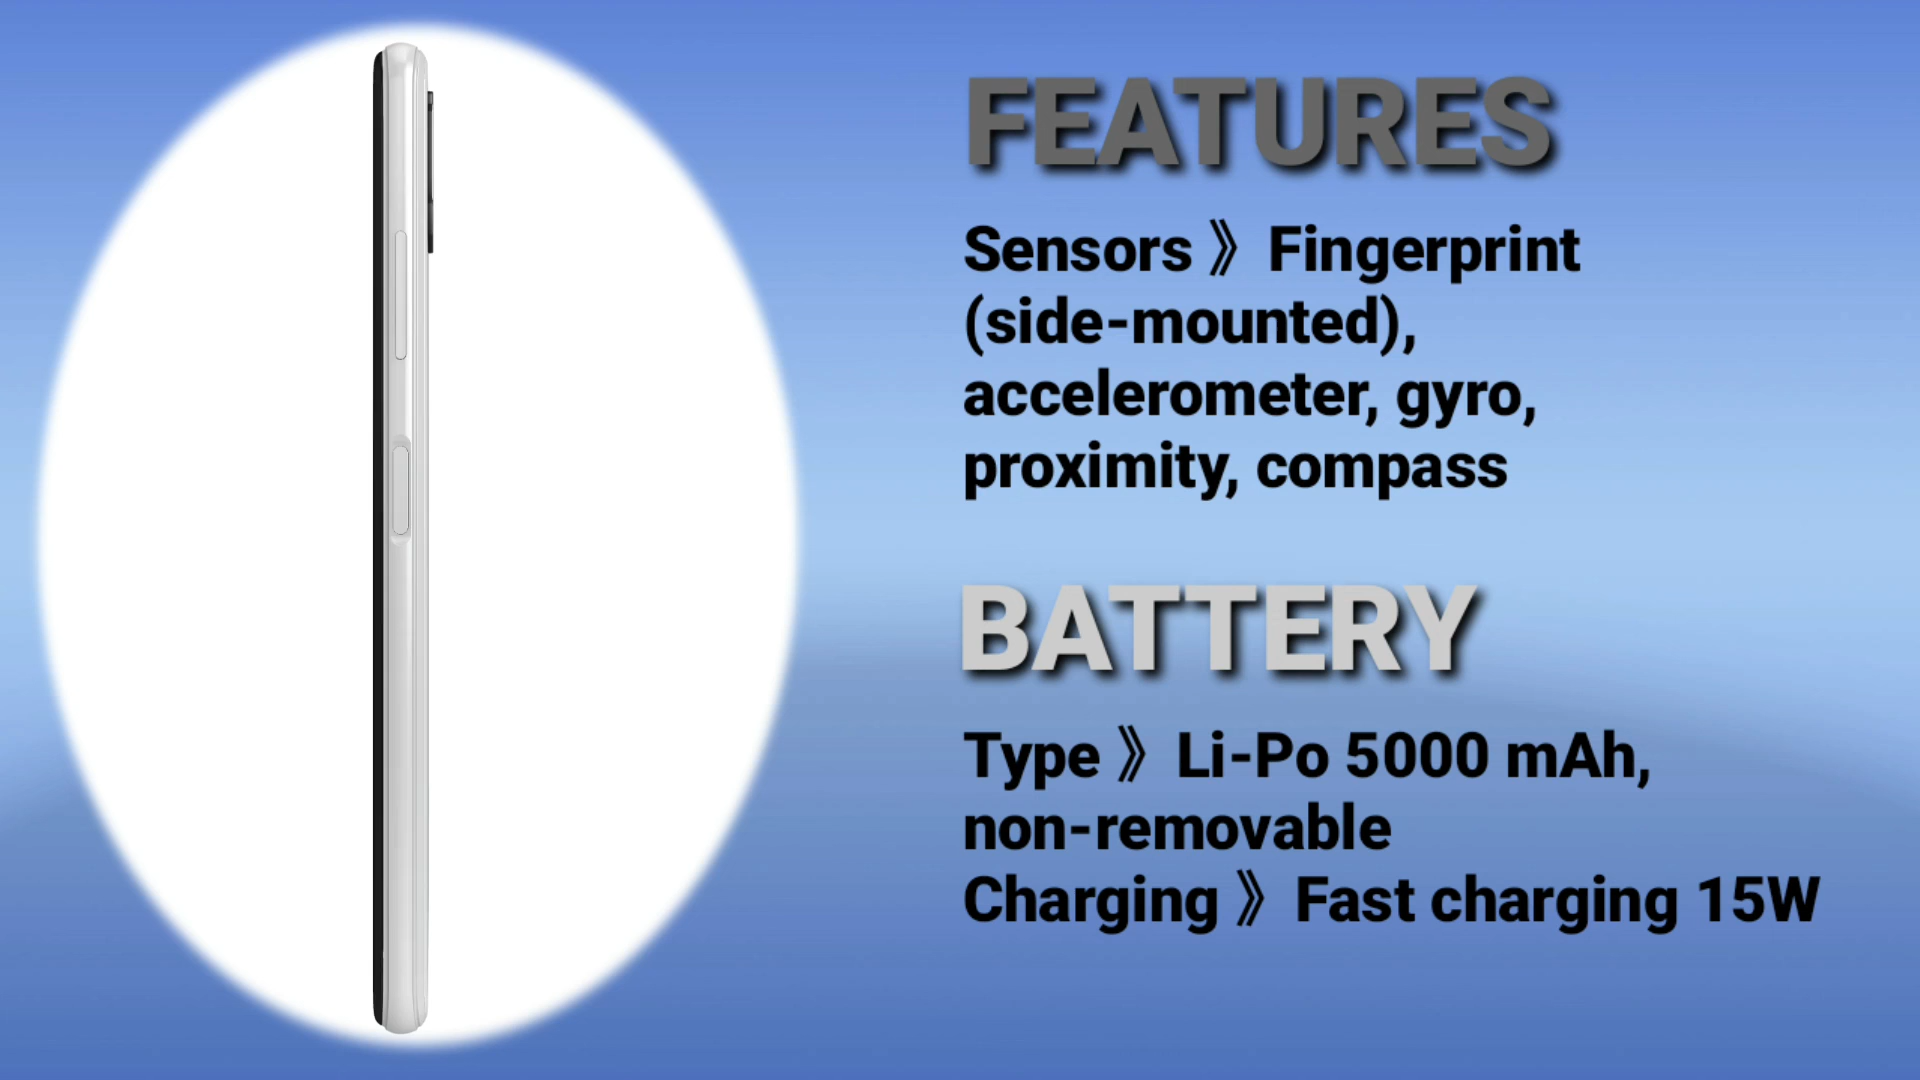 FEATURES
Sensors 》Fingerprint
(side-mounted),
accelerometer, gyro,
proximity, compass
BATTERY
Type 》Li-Po 5000 mAh,
non-removable
Charging 》Fast charging 15W